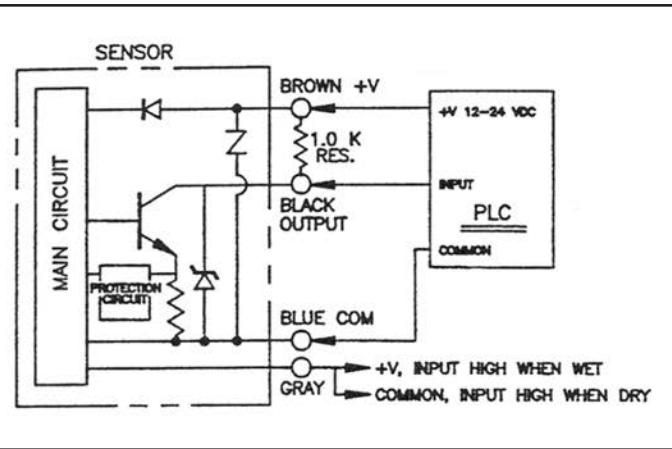 SENSOR
BROWN +V
+V 12-24 VDC
1.0 K
RES.
MAIN CIRCUIT
INPUT
BLACK
OUTPUT
PLC
COMMON
PROTECTION
CIRCUIT
BLUE COM
+V, INPUT HIGH WHEN WET
GRAY
COMMON, INPUT HIGH WHEN DRY